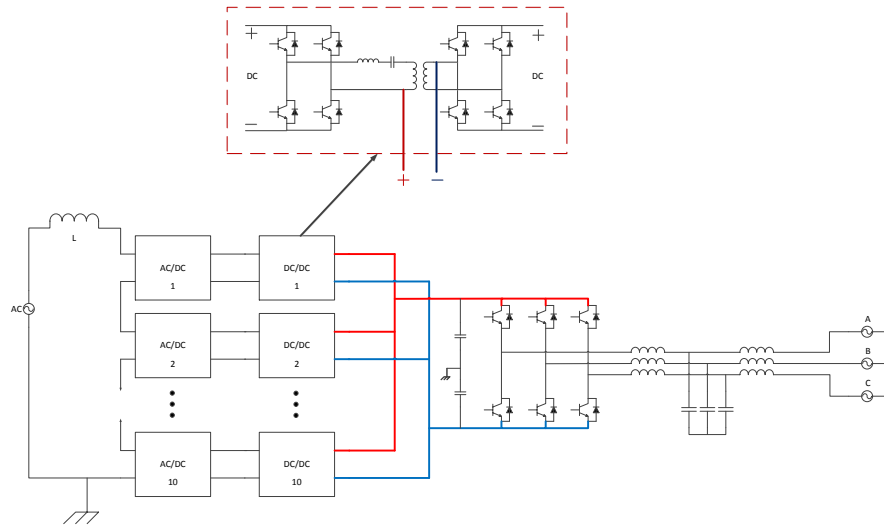 + +
DC DC
— —
+ —
L
AC
AC/DC
1
DC/DC
1
AC/DC
2
DC/DC
2
AC/DC
10
DC/DC
10
A
B
C